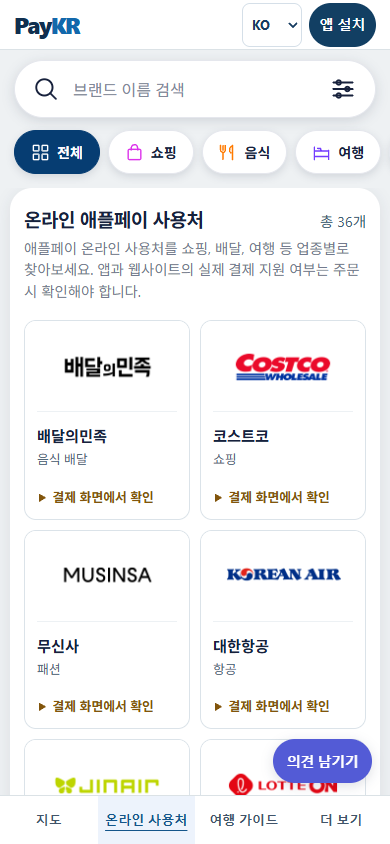 PayKR
KO
앱 설치
브랜드 이름 검색
전체
쇼핑
음식
여행
온라인 애플페이 사용처
총 36개
애플페이 온라인 사용처를 쇼핑, 배달, 여행 등 업종별로
찾아보세요. 앱과 웹사이트의 실제 결제 지원 여부는 주문
시 확인해야 합니다.
배달의민족
COSTCO
WHOLESALE
배달의민족
코스트코
음식 배달
쇼핑
▶ 결제 화면에서 확인
▶ 결제 화면에서 확인
MUSINSA
KOREAN AIR
무신사
대한항공
패션
항공
▶ 결제 화면에서 확인
▶ 결제 화면에서 확인
JINAIR
LOTTE ON
의견 남기기
지도
온라인 사용처
여행 가이드
더 보기